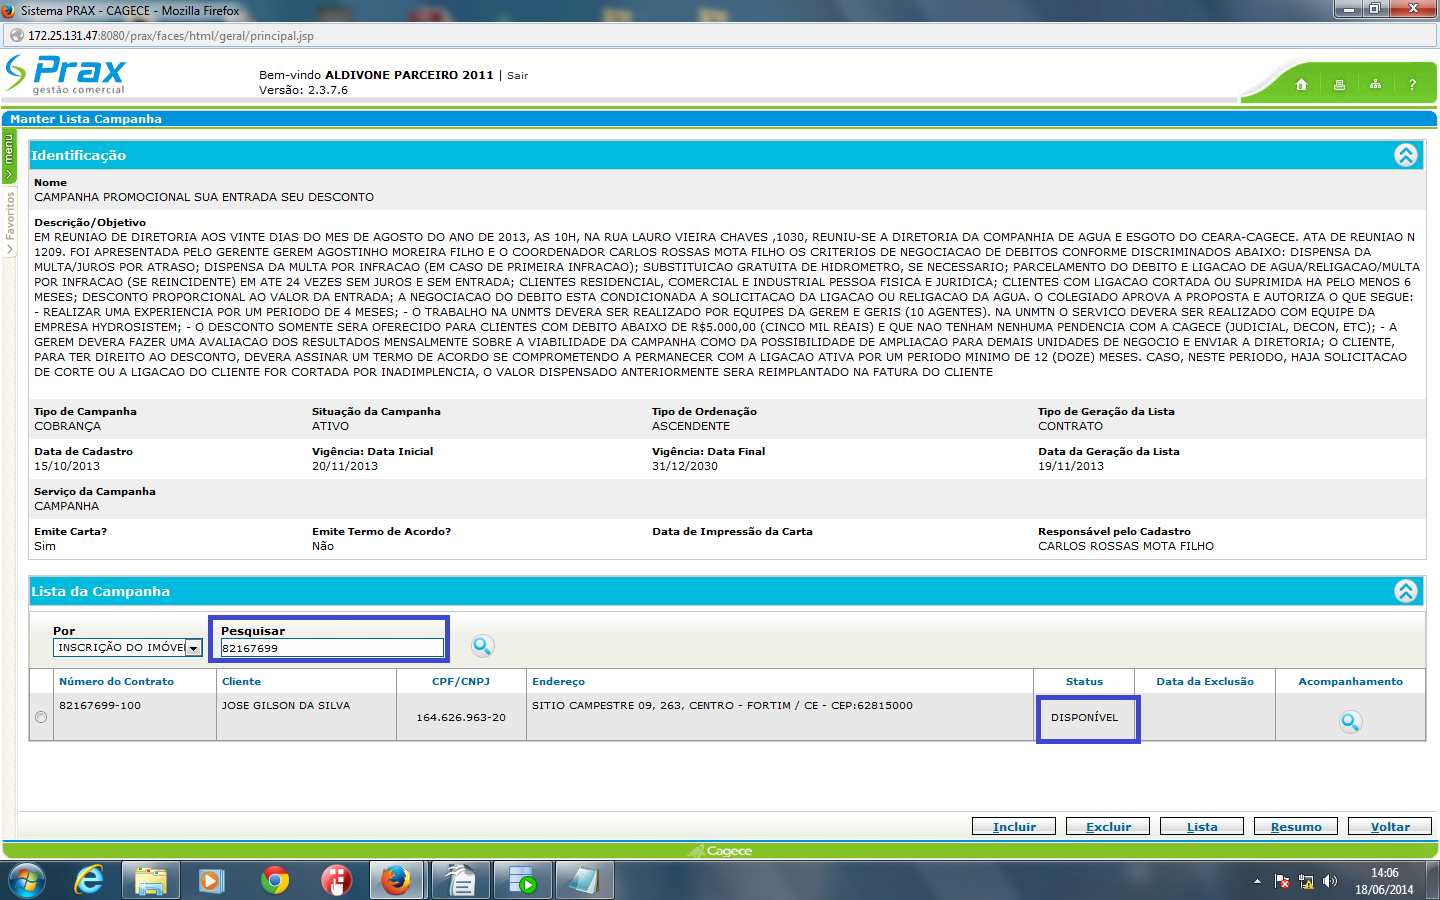 Sistema PRAX - CAGECE - Mozilla Firefox
172.25.131.47:8080/prax/faces/html/geral/principal.jsp
Prax
gestão comercial
Bem-vindo ALDIVONE PARCEIRO 2011 | Sair
Versão: 2.3.7.6
?
Manter Lista Campanha
menu
Favoritos
Identificação
Nome
CAMPANHA PROMOCIONAL SUA ENTRADA SEU DESCONTO
Descrição/Objetivo
EM REUNIAO DE DIRETORIA AOS VINTE DIAS DO MES DE AGOSTO DO ANO DE 2013, AS 10H, NA RUA LAURO VIEIRA CHAVES ,1030, REUNIU-SE A DIRETORIA DA COMPANHIA DE AGUA E ESGOTO DO CEARA-CAGECE. ATA DE REUNIAO N
1209. FOI APRESENTADA PELO GERENTE GEREM AGOSTINHO MOREIRA FILHO E O COORDENADOR CARLOS ROSSAS MOTA FILHO OS CRITERIOS DE NEGOCIACAO DE DEBITOS CONFORME DISCRIMINADOS ABAIXO: DISPENSA DA
MULTA/JUROS POR ATRASO; DISPENSA DA MULTA POR INFRACAO (EM CASO DE PRIMEIRA INFRACAO); SUBSTITUICAO GRATUITA DE HIDROMETRO, SE NECESSARIO; PARCELAMENTO DO DEBITO E LIGACAO DE AGUA/RELIGACAO/MULTA
POR INFRACAO (SE REINCIDENTE) EM ATE 24 VEZES SEM JUROS E SEM ENTRADA; CLIENTES RESIDENCIAL, COMERCIAL E INDUSTRIAL PESSOA FISICA E JURIDICA; CLIENTES COM LIGACAO CORTADA OU SUPRIMIDA HA PELO MENOS 6
MESES; DESCONTO PROPORCIONAL AO VALOR DA ENTRADA; A NEGOCIACAO DO DEBITO ESTA CONDICIONADA A SOLICITACAO DA LIGACAO OU RELIGACAO DA AGUA. O COLEGIADO APROVA A PROPOSTA E AUTORIZA O QUE SEGUE:
- REALIZAR UMA EXPERIENCIA POR UM PERIODO DE 4 MESES; - O TRABALHO NA UNMTS DEVERA SER REALIZADO POR EQUIPES DA GEREM E GERIS (10 AGENTES). NA UNMTN O SERVICO DEVERA SER REALIZADO COM EQUIPE DA
EMPRESA HYDROSISTEM; - O DESCONTO SOMENTE SERA OFERECIDO PARA CLIENTES COM DEBITO ABAIXO DE R$5.000,00 (CINCO MIL REAIS) E QUE NAO TENHAM NENHUMA PENDENCIA COM A CAGECE (JUDICIAL, DECON, ETC); - A
GEREM DEVERA FAZER UMA AVALIACAO DOS RESULTADOS MENSALMENTE SOBRE A VIABILIDADE DA CAMPANHA COMO DA POSSIBILIDADE DE AMPLIACAO PARA DEMAIS UNIDADES DE NEGOCIO E ENVIAR A DIRETORIA; O CLIENTE,
PARA TER DIREITO AO DESCONTO, DEVERA ASSINAR UM TERMO DE ACORDO SE COMPROMETENDO A PERMANECER COM A LIGACAO ATIVA POR UM PERIODO MINIMO DE 12 (DOZE) MESES. CASO, NESTE PERIODO, HAJA SOLICITACAO
DE CORTE OU A LIGACAO DO CLIENTE FOR CORTADA POR INADIMPLENCIA, O VALOR DISPENSADO ANTERIORMENTE SERA REIMPLANTADO NA FATURA DO CLIENTE
Tipo de Campanha Situação da Campanha Tipo de Ordenação Tipo de Geração da Lista
COBRANÇA ATIVO ASCENDENTE CONTRATO
Data de Cadastro Vigência: Data Inicial Vigência: Data Final Data da Geração da Lista
15/10/2013 20/11/2013 31/12/2030 19/11/2013
Serviço da Campanha
CAMPANHA
Emite Carta? Emite Termo de Acordo? Data de Impressão da Carta Responsável pelo Cadastro
Sim Não CARLOS ROSSAS MOTA FILHO
Lista da Campanha
Por Pesquisar
INSCRIÇÃO DO IMÓVE 82167699
Número do Contrato Cliente CPF/CNPJ Endereço Status Data da Exclusão Acompanhamento
82167699-100 JOSE GILSON DA SILVA 164.626.963-20 SITIO CAMPESTRE 09, 263, CENTRO - FORTIM / CE - CEP:62815000 DISPONÍVEL
Incluir Excluir Lista Resumo Voltar
Cagece
14:06
18/06/2014